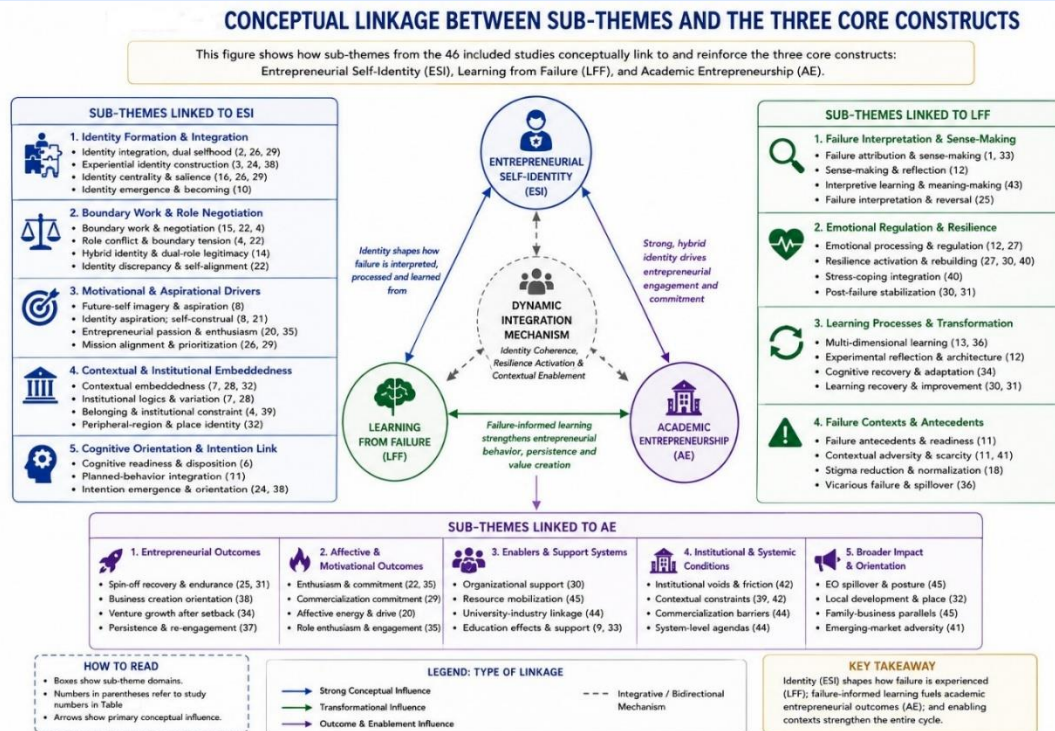 CONCEPTUAL LINKAGE BETWEEN SUB-THEMES AND THE THREE CORE CONSTRUCTS
This figure shows how sub-themes from the 46 included studies conceptually link to and reinforce the three core constructs:
Entrepreneurial Self-Identity (ESI), Learning from Failure (LFF), and Academic Entrepreneurship (AE).
SUB-THEMES LINKED TO ESI
1. Identity Formation & Integration
• Identity integration, dual selfhood (2, 26, 29)
• Experiential identity construction (3, 24, 38)
• Identity centrality & salience (16, 26, 29)
• Identity emergence & becoming (10)
2. Boundary Work & Role Negotiation
• Boundary work & negotiation (15, 22, 4)
• Role conflict & boundary tension (4, 22)
• Hybrid identity & dual-role legitimacy (14)
• Identity discrepancy & self-alignment (22)
3. Motivational & Aspirational Drivers
• Future-self imagery & aspiration (8)
• Identity aspiration; self-construal (8, 21)
• Entrepreneurial passion & enthusiasm (20, 35)
• Mission alignment & prioritization (26, 29)
4. Contextual & Institutional Embeddedness
• Contextual embeddedness (7, 28, 32)
• Institutional logics & variation (7, 28)
• Belonging & institutional constraint (4, 39)
• Peripheral-region & place identity (32)
5. Cognitive Orientation & Intention Link
• Cognitive readiness & disposition (6)
• Planned-behavior integration (11)
• Intention emergence & orientation (24, 38)
ENTREPRENEURIAL
SELF-IDENTITY
(ESI)
Identity shapes how
failure is interpreted,
processed and learned
from
Strong, hybrid
identity drives
entrepreneurial
engagement and
commitment
DYNAMIC
INTEGRATION
MECHANISM
Identity Coherence,
Resilience Activation &
Contextual Enablement
LEARNING
FROM FAILURE
(LFF)
Failure-informed learning
strengthens entrepreneurial
behavior, persistence and
value creation
ACADEMIC
ENTREPRENEURSHIP
(AE)
SUB-THEMES LINKED TO LFF
1. Failure Interpretation & Sense-Making
• Failure attribution & sense-making (1, 33)
• Sense-making & reflection (12)
• Interpretive learning & meaning-making (43)
• Failure interpretation & reversal (25)
2. Emotional Regulation & Resilience
• Emotional processing & regulation (12, 27)
• Resilience activation & rebuilding (27, 30, 40)
• Stress-coping integration (40)
• Post-failure stabilization (30, 31)
3. Learning Processes & Transformation
• Multi-dimensional learning (13, 36)
• Experimental reflection & architecture (12)
• Cognitive recovery & adaptation (34)
• Learning recovery & improvement (30, 31)
4. Failure Contexts & Antecedents
• Failure antecedents & readiness (11)
• Contextual adversity & scarcity (11, 41)
• Stigma reduction & normalization (18)
• Vicarious failure & spillover (36)
SUB-THEMES LINKED TO AE
1. Entrepreneurial Outcomes
• Spin-off recovery & endurance (25, 31)
• Business creation orientation (38)
• Venture growth after setback (34)
• Persistence & re-engagement (37)
2. Affective &
Motivational Outcomes
• Enthusiasm & commitment (22, 35)
• Commercialization commitment (29)
• Affective energy & drive (20)
• Role enthusiasm & engagement (35)
3. Enablers & Support Systems
• Organizational support (30)
• Resource mobilization (45)
• University-industry linkage (44)
• Education effects & support (9, 33)
4. Institutional & Systemic
Conditions
• Institutional voids & friction (42)
• Contextual constraints (39, 42)
• Commercialization barriers (44)
• System-level agendas (44)
5. Broader Impact
& Orientation
• EO spillover & posture (45)
• Local development & place (32)
• Family-business parallels (45)
• Emerging-market adversity (41)
HOW TO READ
• Boxes show sub-theme domains.
• Numbers in parentheses refer to study
numbers in Table
• Arrows show primary conceptual influence.
LEGEND: TYPE OF LINKAGE
Strong Conceptual Influence
Transformational Influence
Outcome & Enablement Influence
Integrative / Bidirectional
Mechanism
KEY TAKEAWAY
Identity (ESI) shapes how failure is experienced
(LFF); failure-informed learning fuels academic
entrepreneurial outcomes (AE); and enabling
contexts strengthen the entire cycle.